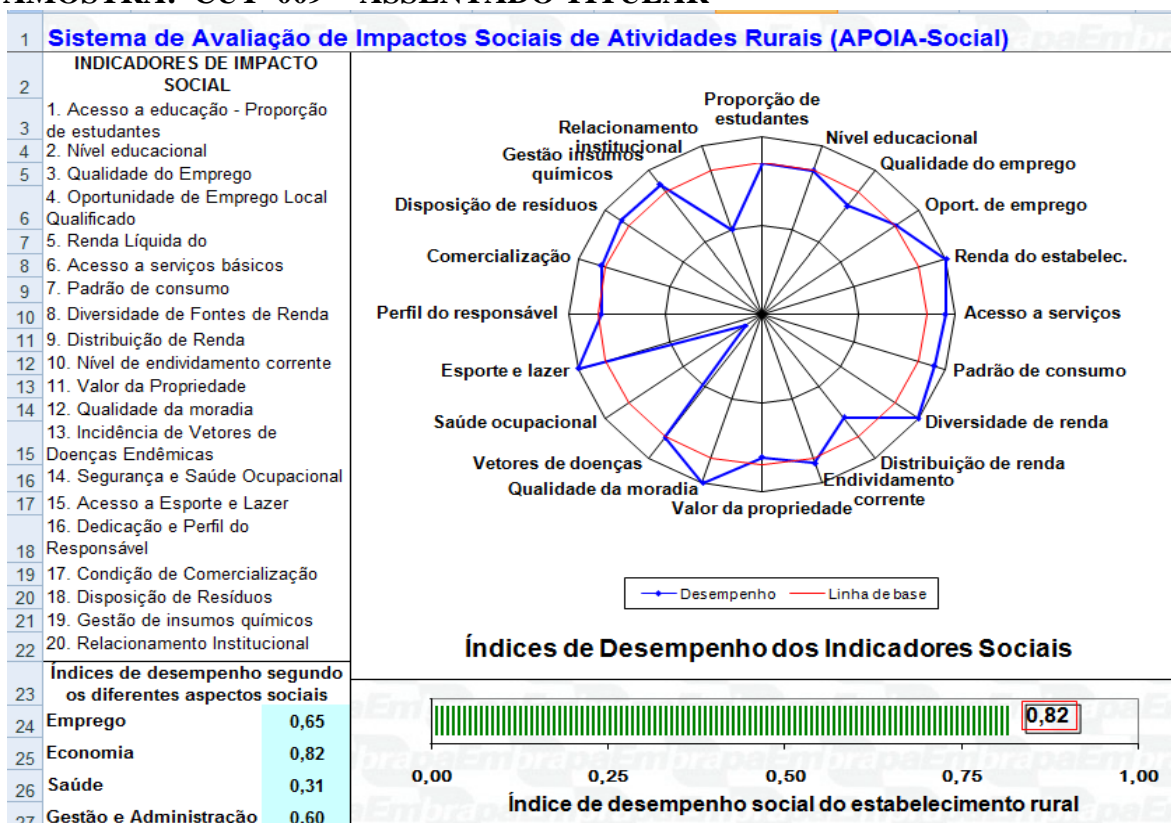 AMOSTRA: CUT 009 - ASSENTADO TITULAR
1 Sistema de Avaliação de Impactos Sociais de Atividades Rurais (APOIA-Social)
2 INDICADORES DE IMPACTO
SOCIAL
1. Acesso a educação - Proporção
3 de estudantes
4 2. Nível educacional
5 3. Qualidade do Emprego
4. Oportunidade de Emprego Local
6 Qualificado
7 5. Renda Líquida do
8 6. Acesso a serviços básicos
9 7. Padrão de consumo
10 8. Diversidade de Fontes de Renda
11 9. Distribuição de Renda
12 10. Nível de endividamento corrente
13 11. Valor da Propriedade
14 12. Qualidade da moradia
13. Incidência de Vetores de
15 Doenças Endêmicas
16 14. Segurança e Saúde Ocupacional
17 15. Acesso a Esporte e Lazer
16. Dedicação e Perfil do
18 Responsável
19 17. Condição de Comercialização
20 18. Disposição de Resíduos
21 19. Gestão de insumos químicos
22 20. Relacionamento Institucional
Índices de desempenho segundo
23 os diferentes aspectos sociais
24 Emprego 0,65
25 Economia 0,82
26 Saúde 0,31
27 Gestão e Administração 0,60
Proporção de
estudantes
Nível educacional
Qualidade do emprego
Oport. de emprego
Renda do estabelec.
Acesso a serviços
Padrão de consumo
Diversidade de renda
Distribuição de renda
Endividamento
corrente
Valor da propriedade
Qualidade da moradia
Vetores de doenças
Saúde ocupacional
Esporte e lazer
Perfil do responsável
Comercialização
Disposição de resíduos
Gestão insumos
químicos
Relacionamento
institucional
Desempenho Linha de base
Índices de Desempenho dos Indicadores Sociais
0,82
0,00 0,25 0,50 0,75 1,00
Índice de desempenho social do estabelecimento rural